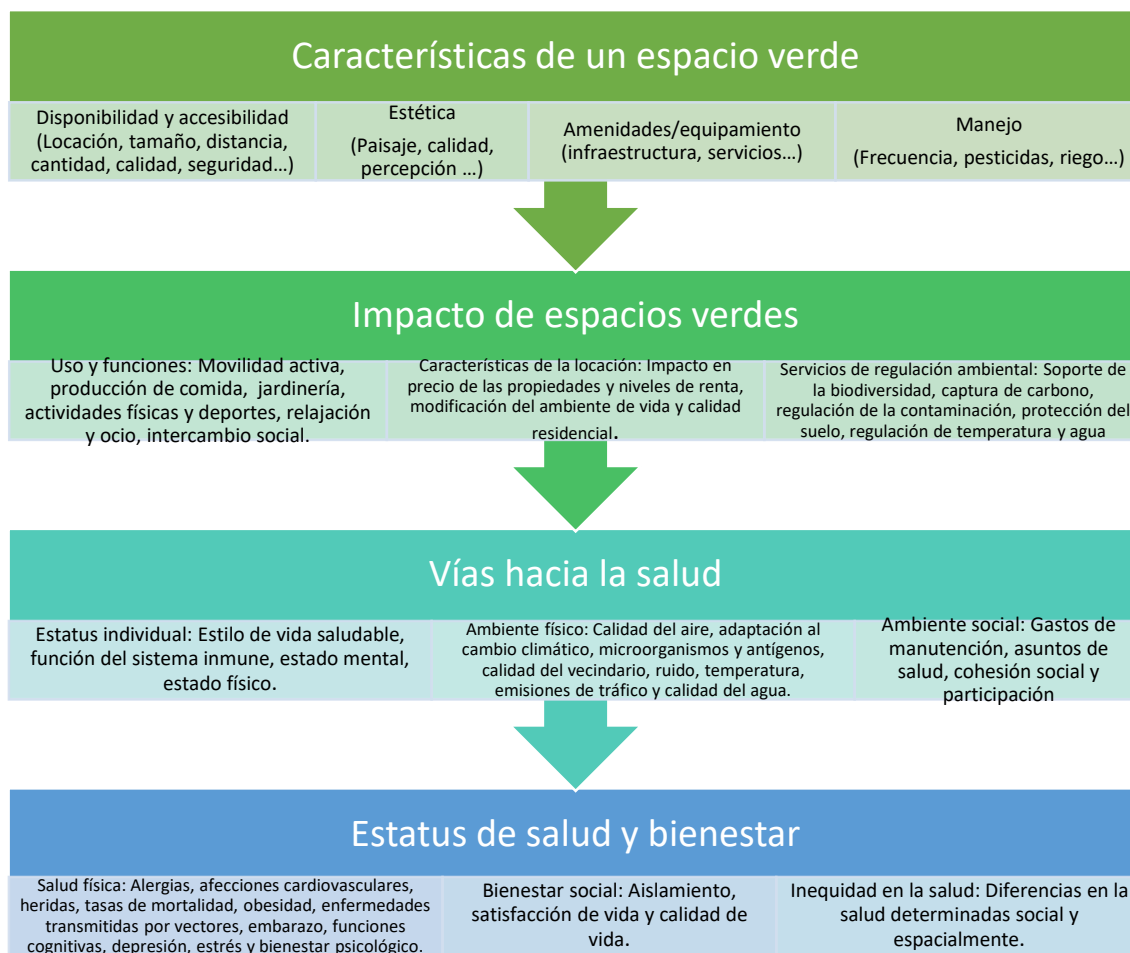 Características de un espacio verde
Disponibilidad y accesibilidad
(Locación, tamaño, distancia,
cantidad, calidad, seguridad…)
Estética
(Paisaje, calidad,
percepción …)
Amenidades/equipamiento
(infraestructura, servicios…)
Manejo
(Frecuencia, pesticidas, riego…)
Impacto de espacios verdes
Uso y funciones: Movilidad activa,
producción de comida, jardinería,
actividades físicas y deportes, relajación
y ocio, intercambio social.
Características de la locación: Impacto en
precio de las propiedades y niveles de renta,
modificación del ambiente de vida y calidad
residencial.
Servicios de regulación ambiental: Soporte de
la biodiversidad, captura de carbono,
regulación de la contaminación, protección del
suelo, regulación de temperatura y agua
Vías hacia la salud
Estatus individual: Estilo de vida saludable,
función del sistema inmune, estado mental,
estado físico.
Ambiente físico: Calidad del aire, adaptación al
cambio climático, microorganismos y antígenos,
calidad del vecindario, ruido, temperatura,
emisiones de tráfico y calidad del agua.
Ambiente social: Gastos de
manutención, asuntos de
salud, cohesión social y
participación
Estatus de salud y bienestar
Salud física: Alergias, afecciones cardiovasculares,
heridas, tasas de mortalidad, obesidad, enfermedades
transmitidas por vectores, embarazo, funciones
cognitivas, depresión, estrés y bienestar psicológico.
Bienestar social: Aislamiento,
satisfacción de vida y calidad de
vida.
Inequidad en la salud: Diferencias en la
salud determinadas social y
espacialmente.